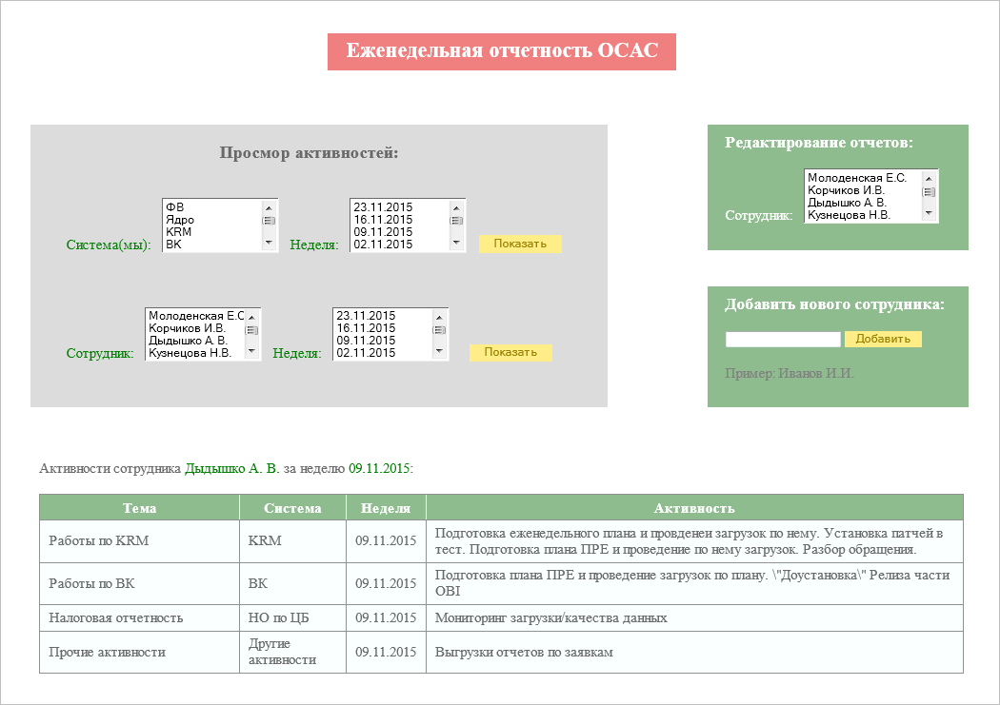 Еженедельная отчетность ОСАС
Просмор активностей:
ФВ
Ядро
KRM
ВК
Система(мы):
23.11.2015
16.11.2015
09.11.2015
02.11.2015
Неделя:
Показать
Молоденская Е.С
Корчиков И.В.
Дыдышко А. В.
Кузнецова Н.В.
Сотрудник:
23.11.2015
16.11.2015
09.11.2015
02.11.2015
Неделя:
Показать
Редактирование отчетов:
Молоденская Е.С.
Корчиков И.В.
Дыдышко А. В.
Кузнецова Н.В.
Сотрудник:
Добавить нового сотрудника:
Добавить
Пример: Иванов И.И.
Активности сотрудника Дыдышко А. В. за неделю 09.11.2015:
Тема Система Неделя Активность
Работы по KRM KRM 09.11.2015 Подготовка еженедельного плана и провденеи загрузок по нему. Установка патчей в
тест. Подготовка плана ПРЕ и проведение по нему загрузок. Разбор обращения.
Работы по ВК ВК 09.11.2015 Подготовка плана ПРЕ и проведение загрузок по плану. \"Доустановка\" Релиза части
OBI
Налоговая отчетность НО по ЦБ 09.11.2015 Мониторинг загрузки/качества данных
Прочие активности Другие
активности 09.11.2015 Выгрузки отчетов по заявкам